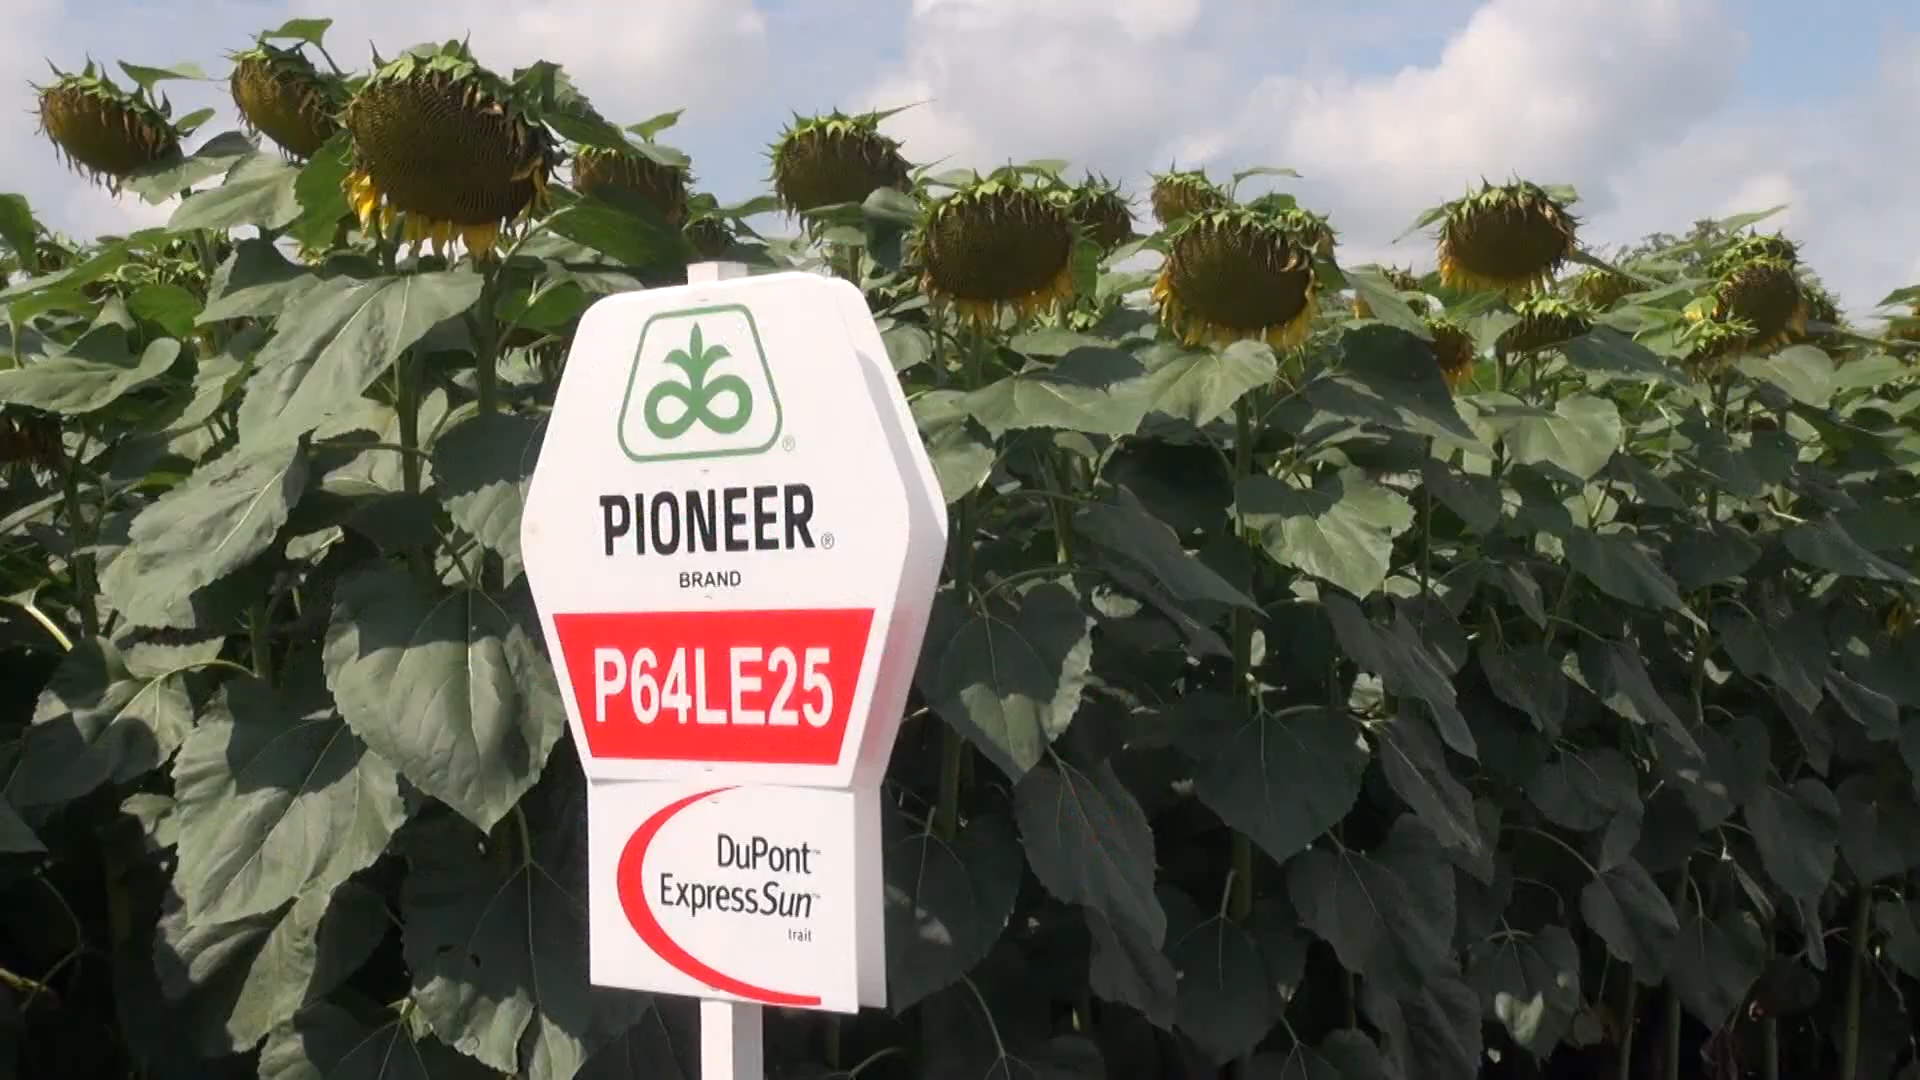 ®
PIONEER®
BRAND
P64LE25
DuPont™
ExpressSun™
trait